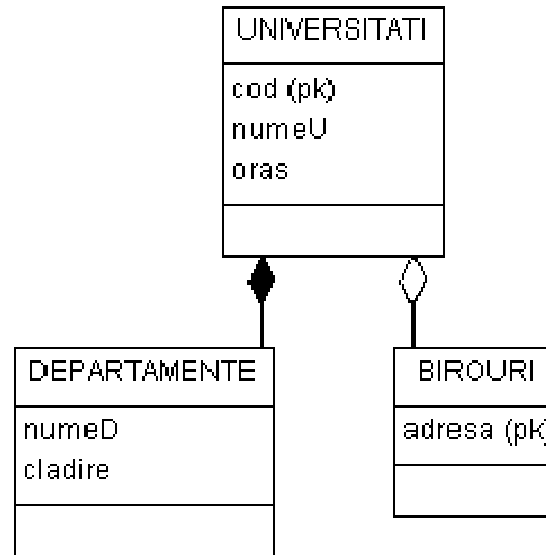 UNIVERSITATI
cod (pk)
numeU
oras
DEPARTAMENTE
numeD
cladire
BIROURI
adresa (pk)